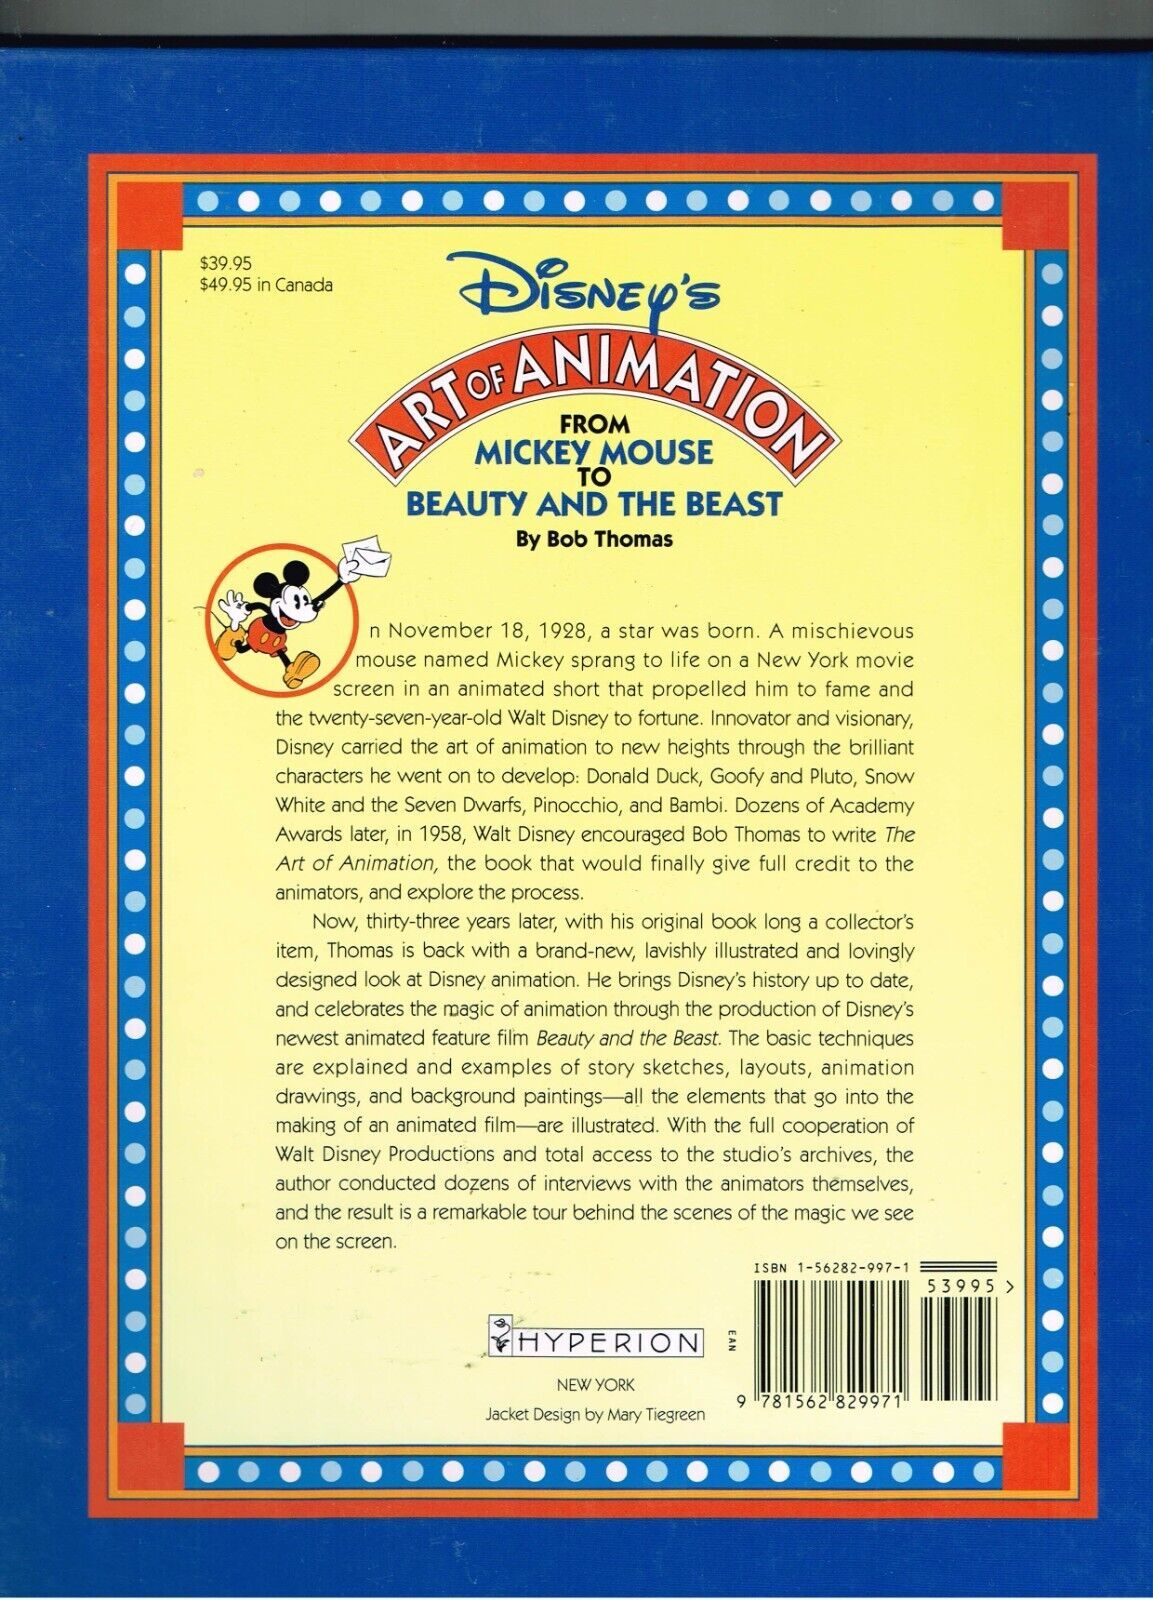 $39.95
$49.95 in Canada
Disney's
ART OF ANIMATION
FROM
MICKEY MOUSE
TO
BEAUTY AND THE BEAST
By Bob Thomas
n November 18, 1928, a star was born. A mischievous
mouse named Mickey sprang to life on a New York movie
screen in an animated short that propelled him to fame and
the twenty-seven-year-old Walt Disney to fortune. Innovator and visionary,
Disney carried the art of animation to new heights through the brilliant
characters he went on to develop: Donald Duck, Goofy and Pluto, Snow
White and the Seven Dwarfs, Pinocchio, and Bambi. Dozens of Academy
Awards later, in 1958, Walt Disney encouraged Bob Thomas to write The
Art of Animation, the book that would finally give full credit to the
animators, and explore the process.
Now, thirty-three years later, with his original book long a collector's
item, Thomas is back with a brand-new, lavishly illustrated and lovingly
designed look at Disney animation. He brings Disney's history up to date,
and celebrates the magic of animation through the production of Disney's
newest animated feature film Beauty and the Beast. The basic techniques
are explained and examples of story sketches, layouts, animation
drawings, and background paintings—all the elements that go into the
making of an animated film—are illustrated. With the full cooperation of
Walt Disney Productions and total access to the studio's archives, the
author conducted dozens of interviews with the animators themselves,
and the result is a remarkable tour behind the scenes of the magic we see
on the screen.
ISBN 1-56282-997-1
53995>
EAN
9 781562 829971
HYPERION
NEW YORK
Jacket Design by Mary Tiegreen